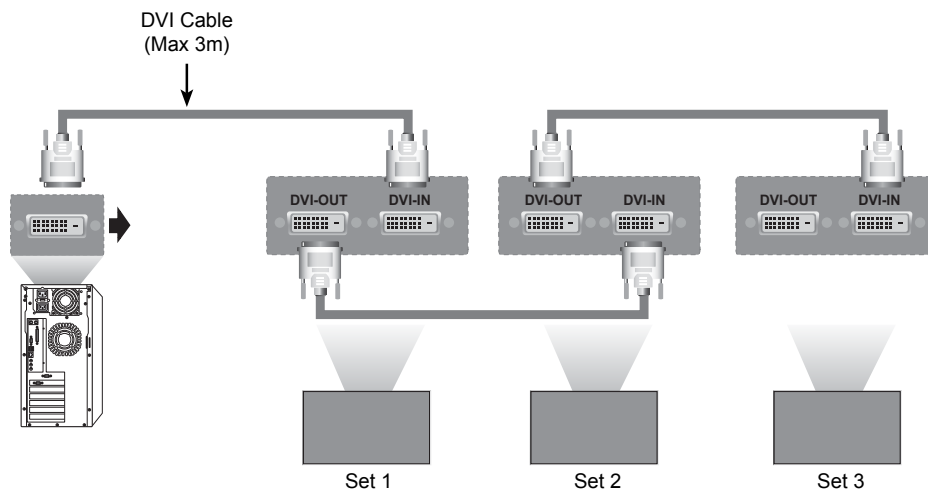 DVI Cable
(Max 3m)
DVI-OUT DVI-IN
DVI-OUT DVI-IN
DVI-OUT DVI-IN
Set 1
Set 2
Set 3